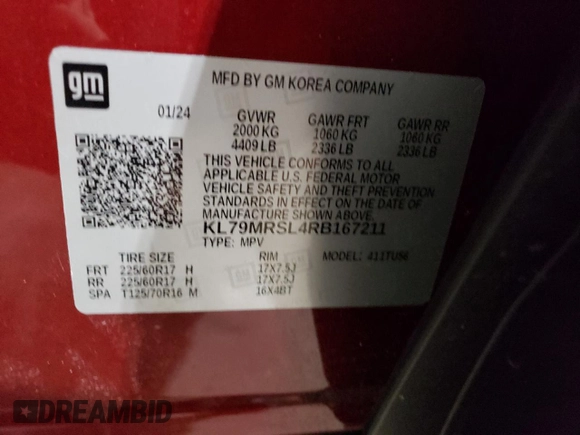 gm
MFD BY GM KOREA COMPANY
01/24 GVWR GAWR FRT GAWR RR
2000 KG 1060 KG 1060 KG
4409 LB 2336 LB 2336 LB
THIS VEHICLE CONFORMS TO ALL
APPLICABLE U.S. FEDERAL MOTOR
VEHICLE SAFETY AND THEFT PREVENTION
STANDARDS IN EFFECT ON THE DATE
OF MANUFACTURE SHOWN ABOVE.
KL79MRSL4RB167211
TYPE: MPV MODEL: 411TU56
TIRE SIZE RIM
FRT 225/60R17 H 17X7.5J
RR 225/60R17 H 17X7.5J
SPA T125/70R16 M 16X4BT
DREAMBID